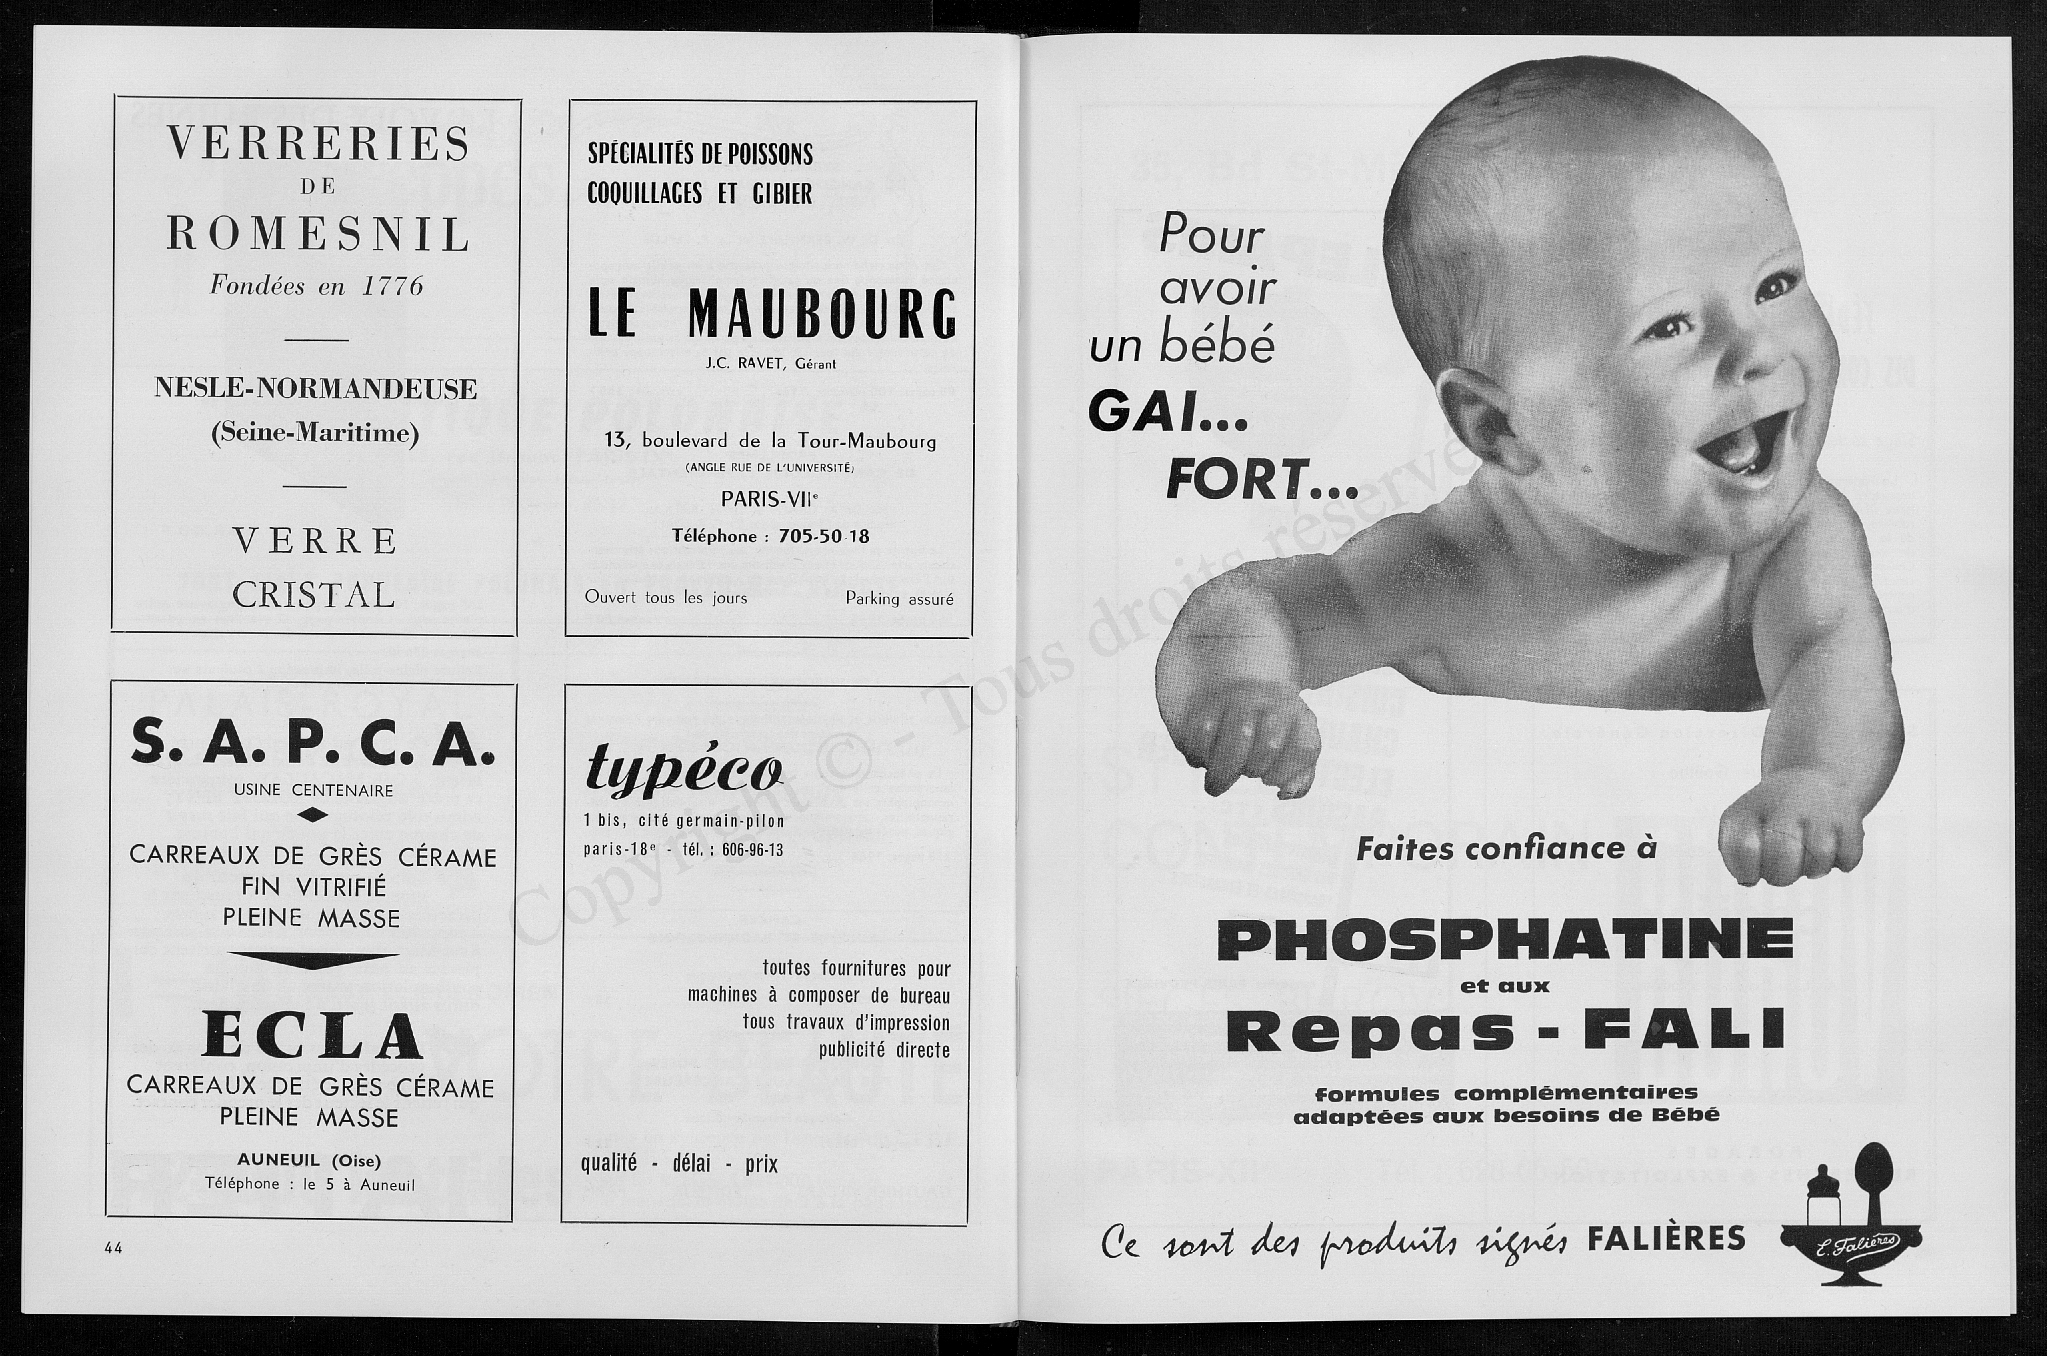 VERRERIES
DE
ROMESNIL
Fondées en 1776
NESLE-NORMANDEUSE
(Seine-Maritime)
VERRE
CRISTAL
SPÉCIALITÉS DE POISSONS
COQUILLAGES ET GIBIER
LE MAUBOURG
J.C. RAVET, Gérant
13, boulevard de la Tour-Maubourg
(ANGLE RUE DE L'UNIVERSITÉ)
PARIS-VIIe
Téléphone : 705-50-18
Ouvert tous les jours Parking assuré
S. A. P. C. A.
USINE CENTENAIRE
CARREAUX DE GRÈS CÉRAME
FIN VITRIFIÉ
PLEINE MASSE
ECLA
CARREAUX DE GRÈS CÉRAME
PLEINE MASSE
AUNEUIL (Oise)
Téléphone : le 5 à Auneuil
typéco
1 bis, cité germain-pilon
paris-18e - tél. : 606-96-13
toutes fournitures pour
machines à composer de bureau
tous travaux d'impression
publicité directe
qualité - délai - prix
44
Pour
avoir
un bébé
GAI...
FORT...
Faites confiance à
PHOSPHATINE
et aux
Repas - FALI
formules complémentaires
adaptées aux besoins de Bébé
Ce sont des produits signés FALIÈRES
E. Falières
Copyright © - Tous droits réservés